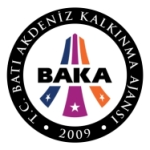 T.C. BATI AKDENİZ KALKINMA AJANSI
BAKA
• 2009 •